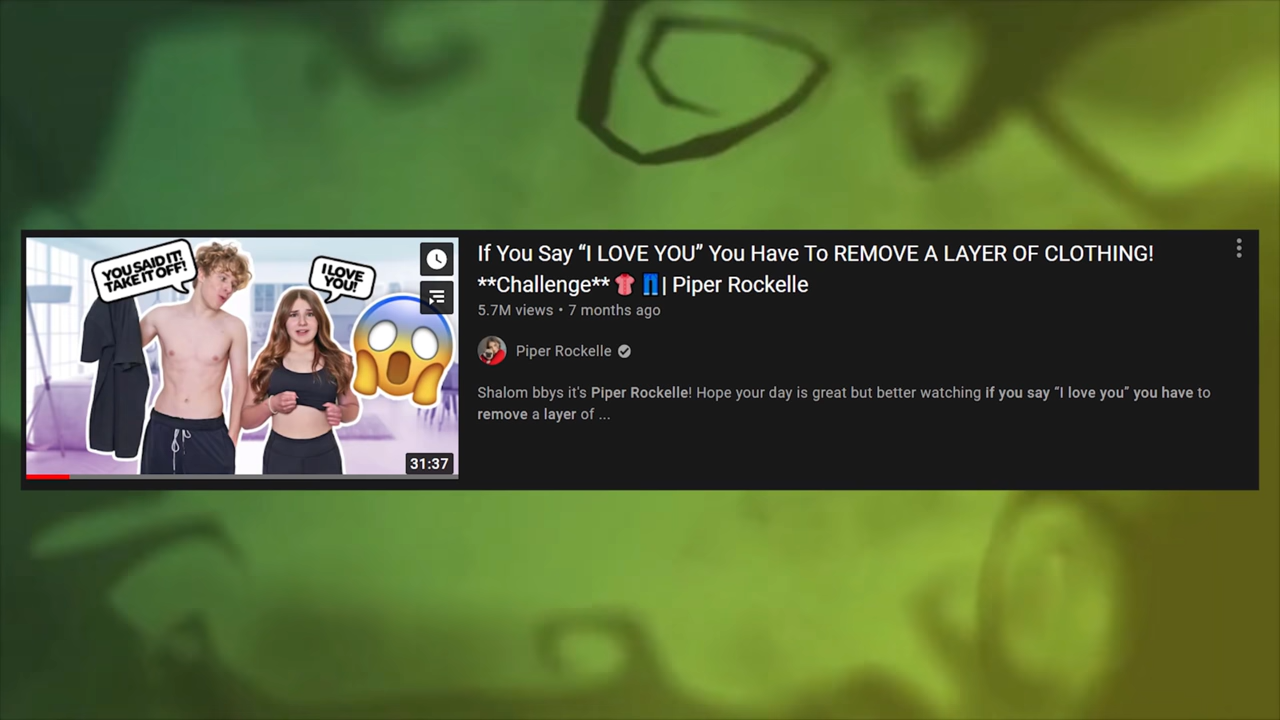 YOU SAID IT!
TAKE IT OFF!
I LOVE
YOU!
31:37
If You Say “I LOVE YOU” You Have To REMOVE A LAYER OF CLOTHING!
**Challenge** 👚 👖 | Piper Rockelle
5.7M views • 7 months ago
Piper Rockelle
Shalom bbys it's Piper Rockelle! Hope your day is great but better watching if you say “I love you” you have to
remove a layer of ...